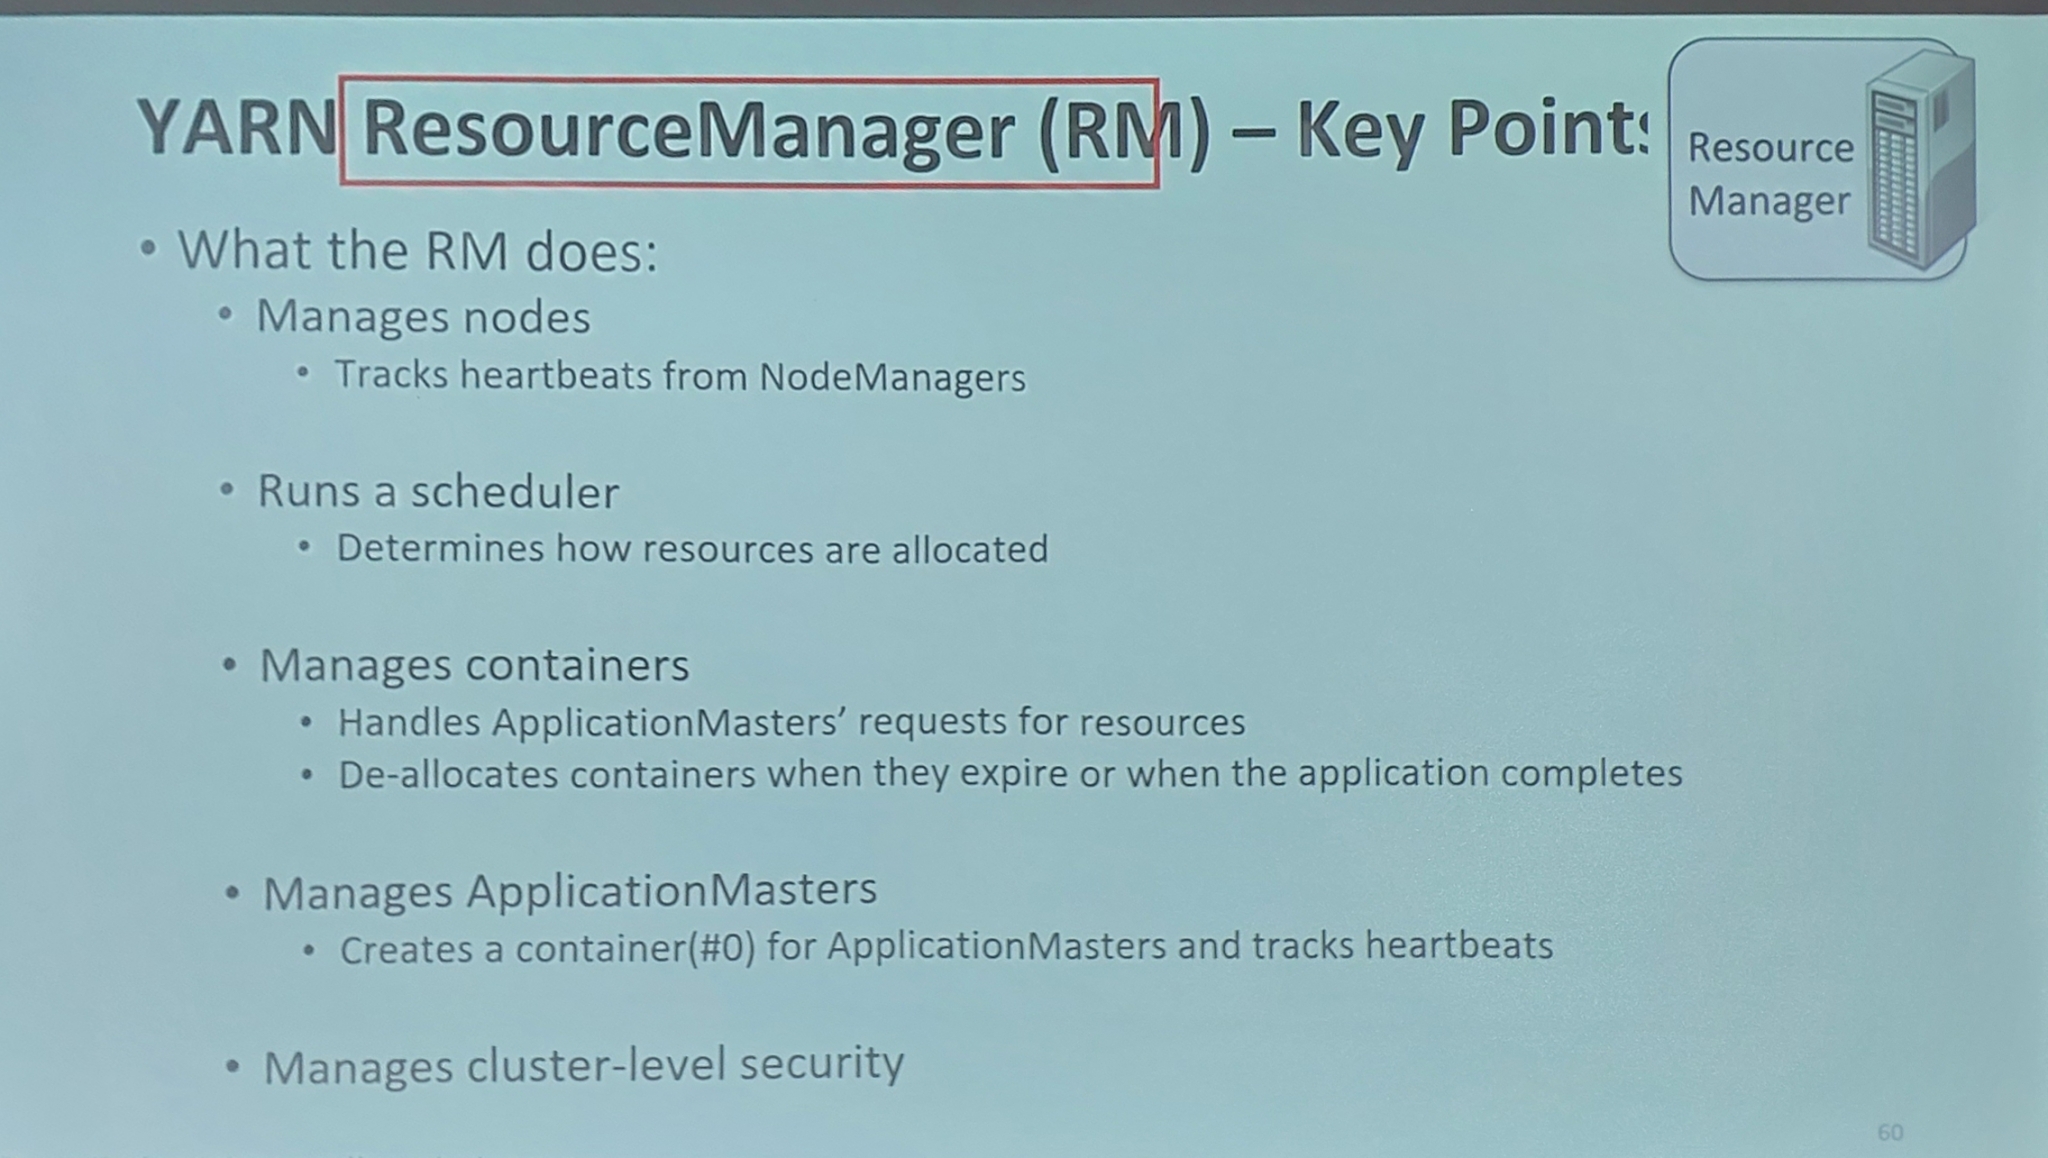 YARN ResourceManager (RM) – Key Points
Resource
Manager
• What the RM does:
• Manages nodes
• Tracks heartbeats from NodeManagers
• Runs a scheduler
• Determines how resources are allocated
• Manages containers
• Handles ApplicationMasters’ requests for resources
• De-allocates containers when they expire or when the application completes
• Manages ApplicationMasters
• Creates a container(#0) for ApplicationMasters and tracks heartbeats
• Manages cluster-level security
60